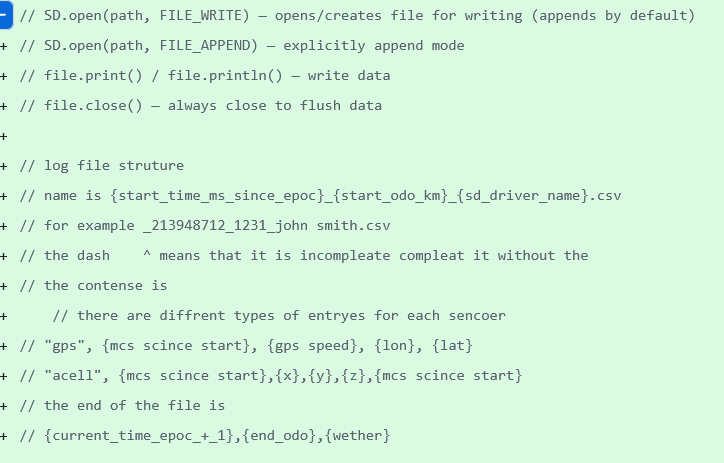 // SD.open(path, FILE_WRITE) — opens/creates file for writing (appends by default)
+ // SD.open(path, FILE_APPEND) — explicitly append mode
+ // file.print() / file.println() — write data
+ // file.close() — always close to flush data
+
+ // log file struture
+ // name is {start_time_ms_since_epoc}_{start_odo_km}_{sd_driver_name}.csv
+ // for example _213948712_1231_john smith.csv
+ // the dash    ^ means that it is incompleate compleat it without the
+ // the contense is
+     // there are diffrent types of entryes for each sencoer
+ // "gps", {mcs scince start}, {gps speed}, {lon}, {lat}
+ // "acell", {mcs scince start},{x},{y},{z},{mcs scince start}
+ // the end of the file is
+ // {current_time_epoc_+_1},{end_odo},{wether}